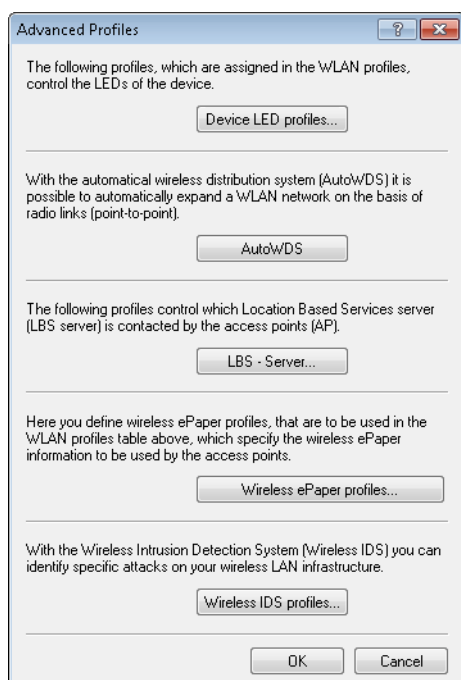 Advanced Profiles
The following profiles, which are assigned in the WLAN profiles,
control the LEDs of the device.
Device LED profiles...
With the automatical wireless distribution system (AutoWDS) it is
possible to automatically expand a WLAN network on the basis of
radio links (point-to-point).
AutoWDS
The following profiles control which Location Based Services server
(LBS server) is contacted by the access points (AP).
LBS - Server...
Here you define wireless ePaper profiles, that are to be used in the
WLAN profiles table above, which specify the wireless ePaper
information to be used by the access points.
Wireless ePaper profiles...
With the Wireless Intrusion Detection System (Wireless IDS) you can
identify specific attacks on your wireless LAN infrastructure.
Wireless IDS profiles...
OK Cancel